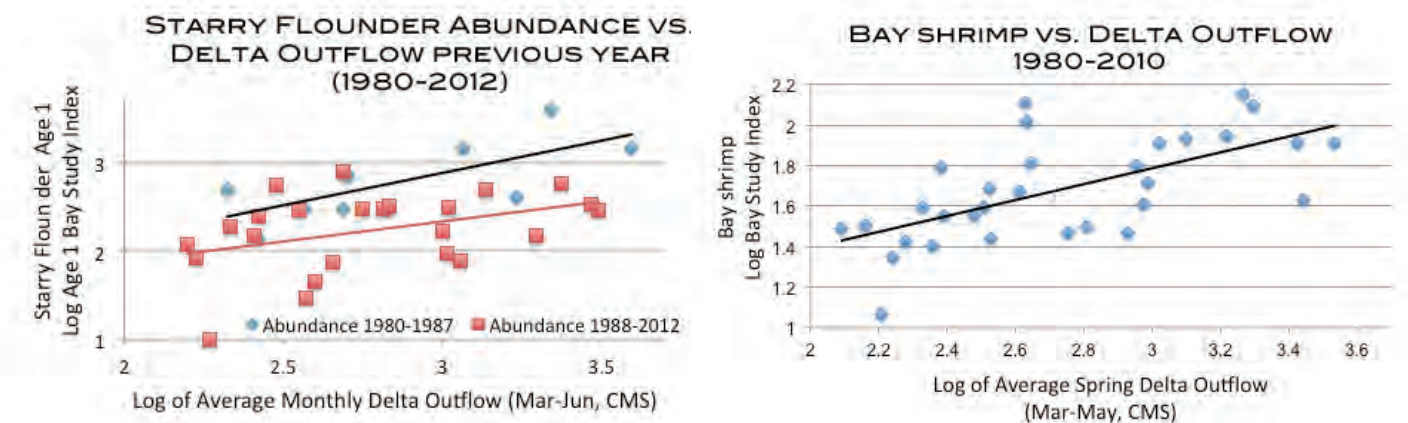 STARRY FLOUNDER ABUNDANCE VS.
DELTA OUTFLOW PREVIOUS YEAR
(1980-2012)
Starry Flounder Age 1
Log Age 1 Bay Study Index
3
2
1
Abundance 1980-1987
Abundance 1988-2012
2
2.5
3
3.5
Log of Average Monthly Delta Outflow (Mar-Jun, CMS)
BAY SHRIMP VS. DELTA OUTFLOW
1980-2010
Bay shrimp
Log Bay Study Index
2.2
2
1.8
1.6
1.4
1.2
1
2
2.2
2.4
2.6
2.8
3
3.2
3.4
3.6
Log of Average Spring Delta Outflow
(Mar-May, CMS)